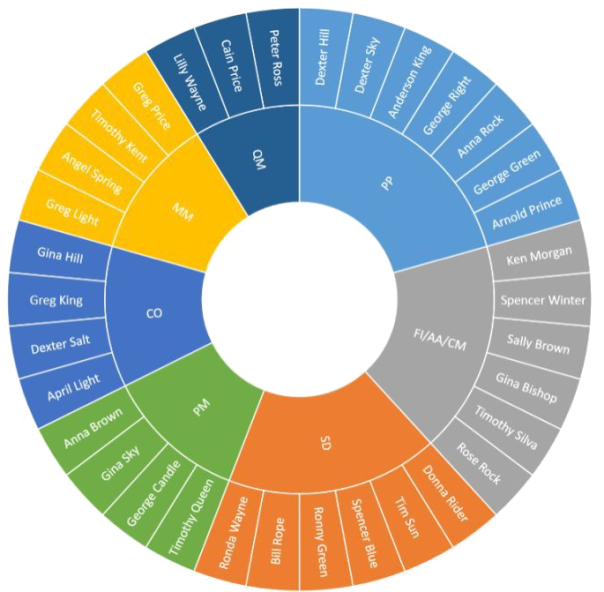 PP
Dexter Hill
Dexter Sky
Anderson King
George Right
Anna Rock
George Green
Arnold Prince
FI/AA/CM
Ken Morgan
Spencer Winter
Sally Brown
Gina Bishop
Timothy Silva
Rose Rock
SD
Donna Rider
Tim Sun
Spencer Blue
Ronny Green
Bill Rope
Ronda Wayne
PM
Timothy Queen
George Candle
Gina Sky
Anna Brown
CO
April Light
Dexter Salt
Greg King
Gina Hill
MM
Greg Light
Angel Spring
Timothy Kent
Greg Price
QM
Lilly Wayne
Cain Price
Peter Ross